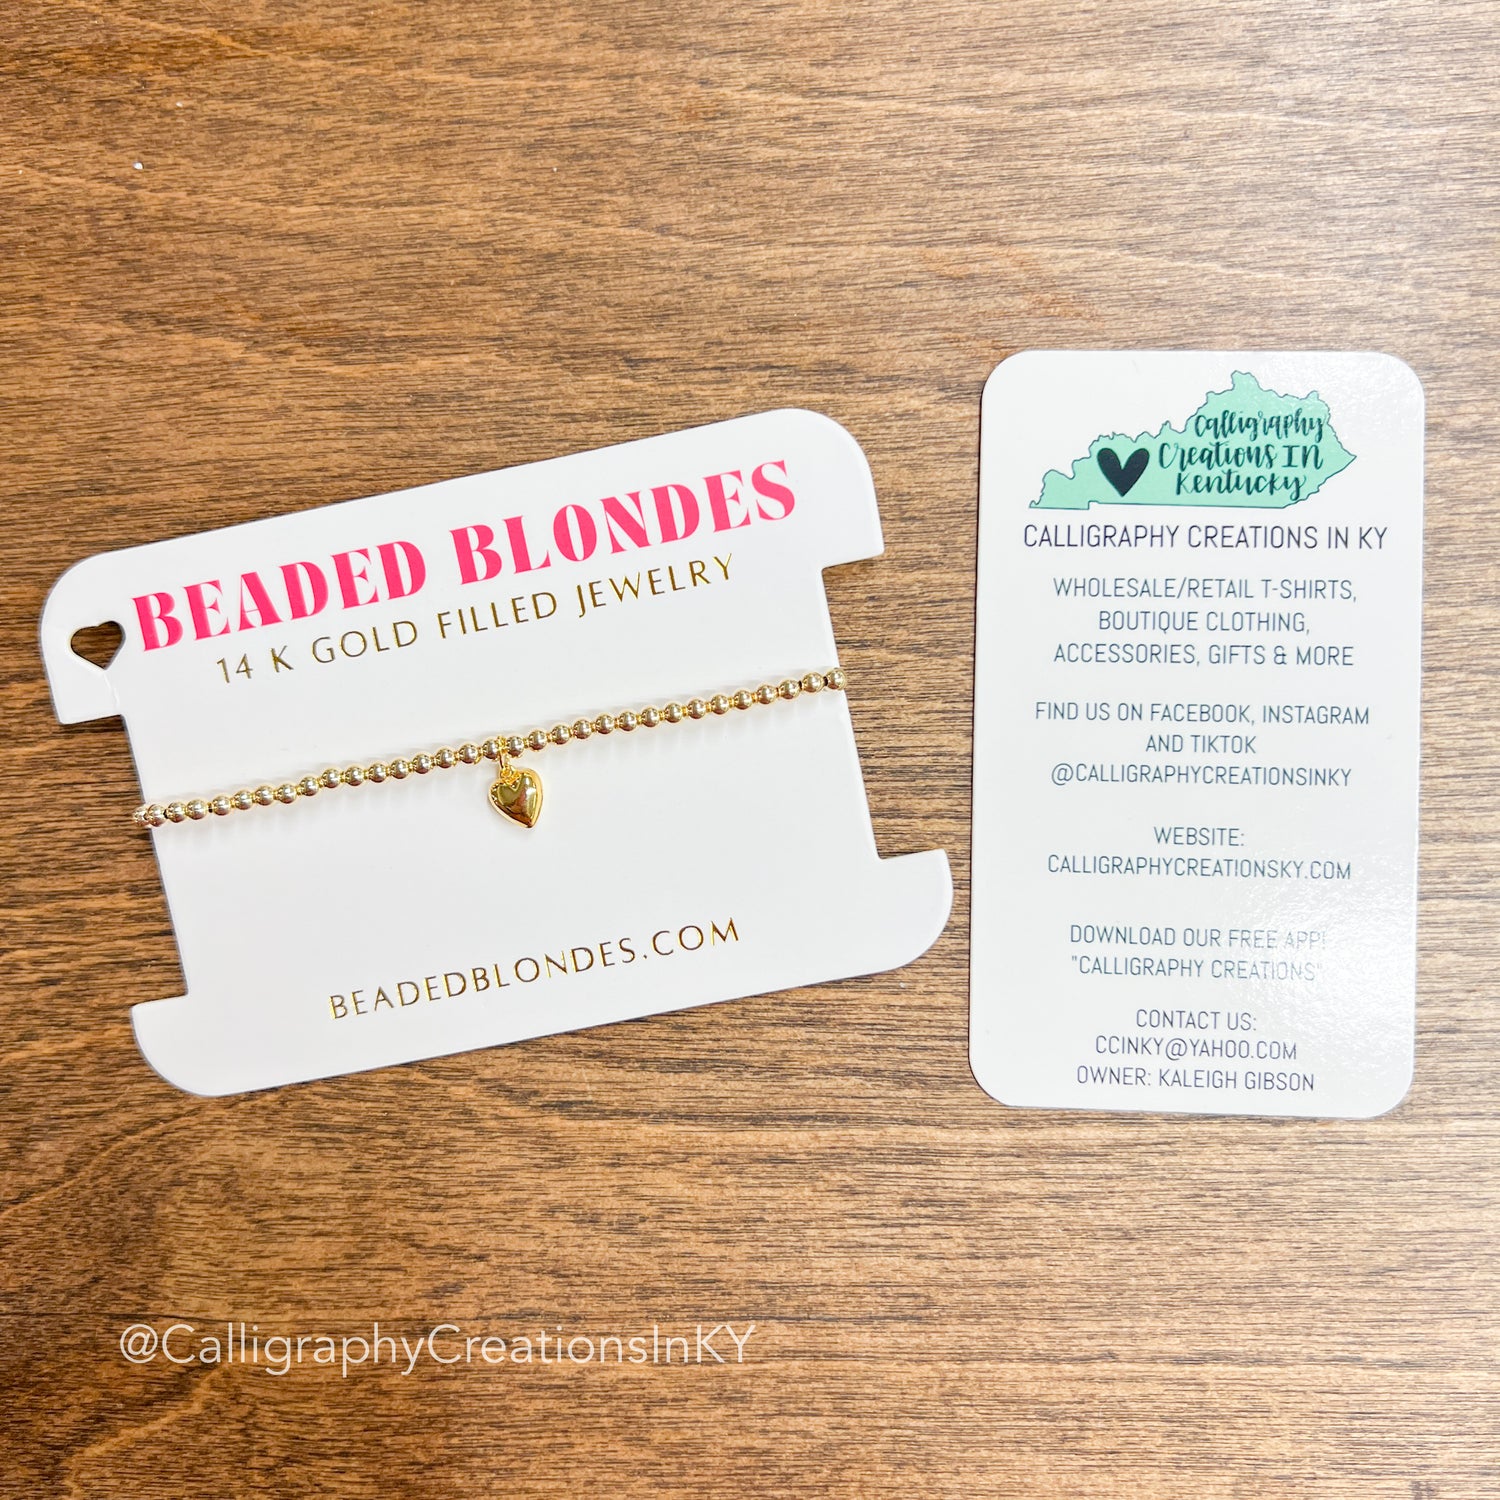 BEADED BLONDES
14 K GOLD FILLED JEWELRY
BEADEDBLONDES.COM
Calligraphy
Creations IN
Kentucky
CALLIGRAPHY CREATIONS IN KY
WHOLESALE/RETAIL T-SHIRTS,
BOUTIQUE CLOTHING,
ACCESSORIES, GIFTS & MORE
FIND US ON FACEBOOK, INSTAGRAM
AND TIKTOK
@CALLIGRAPHYCREATIONSINKY
WEBSITE:
CALLIGRAPHYCREATIONSKY.COM
DOWNLOAD OUR FREE APP!
"CALLIGRAPHY CREATIONS"
CONTACT US:
CCINKY@YAHOO.COM
OWNER: KALEIGH GIBSON
@CalligraphyCreationsInKY